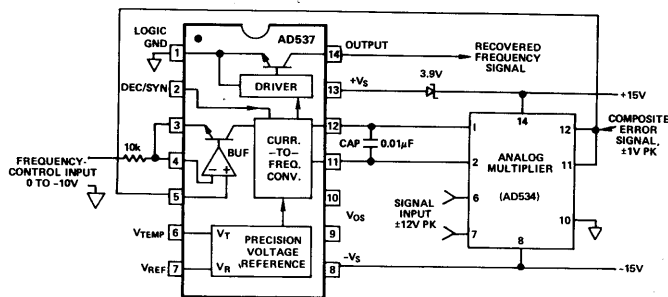 AD537
LOGIC
GND
1
DEC/SYN
2
3
10k
4
FREQUENCY-
CONTROL INPUT
0 TO -10V
5
VTEMP
6
VREF
7
DRIVER
BUF
- +
CURR.
-TO-
FREQ.
CONV.
VT
VR
PRECISION
VOLTAGE
REFERENCE
14
OUTPUT
RECOVERED
FREQUENCY
SIGNAL
13
+VS
3.9V
+15V
12
CAP
0.01μF
11
10
VOS
9
8
-VS
-15V
14
1
12
COMPOSITE
ERROR
SIGNAL,
±1V PK
2
11
ANALOG
MULTIPLIER
(AD534)
SIGNAL
INPUT
±12V PK
6
7
10
8